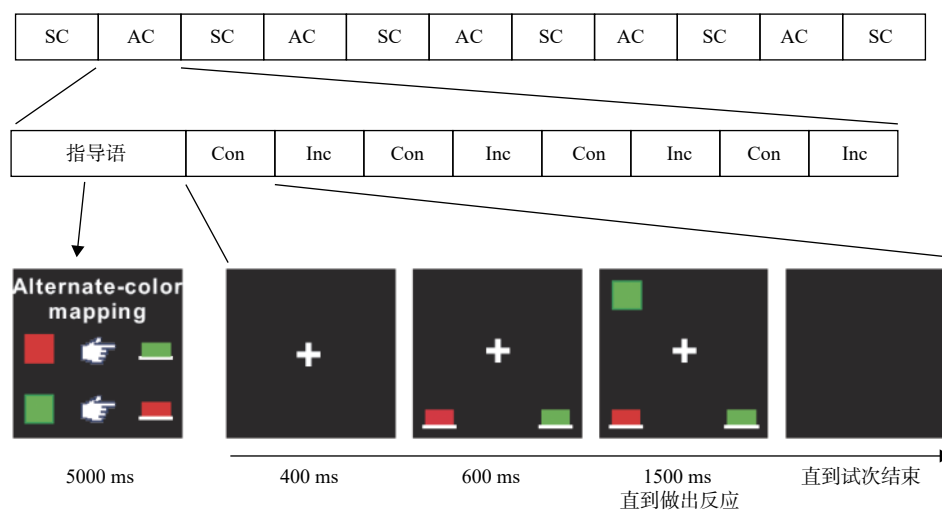 SC AC SC AC SC AC SC AC SC AC SC
指导语 Con Inc Con Inc Con Inc Con Inc
Alternate-color
mapping
5000 ms 400 ms 600 ms 1500 ms 直到试次结束
直到做出反应